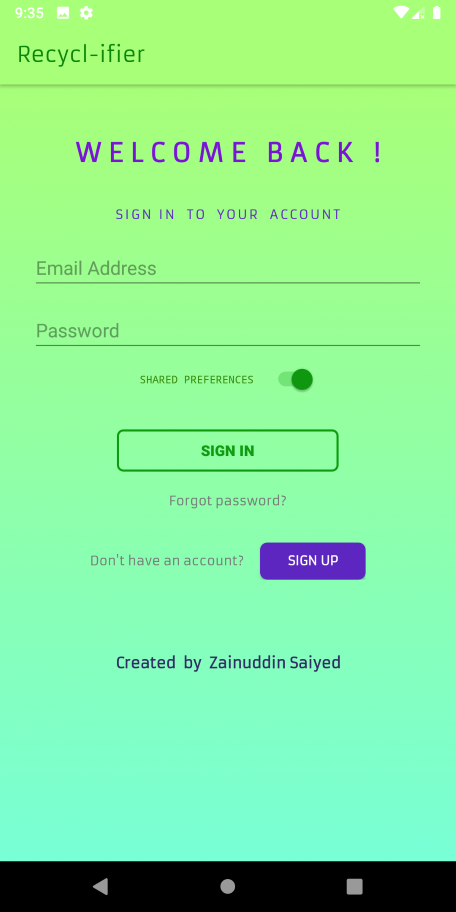 9:35
Recycl-ifier
WELCOME BACK !
SIGN IN TO YOUR ACCOUNT
Email Address
Password
SHARED PREFERENCES
SIGN IN
Forgot password?
Don't have an account? SIGN UP
Created by Zainuddin Saiyed